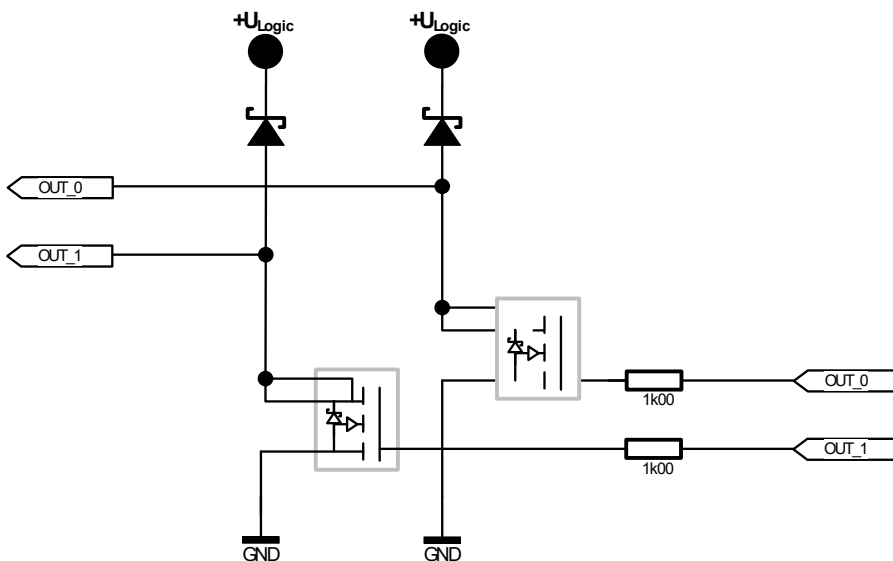 +ULogic +ULogic
OUT_0
OUT_1
OUT_0
1k00
OUT_1
1k00
GND GND